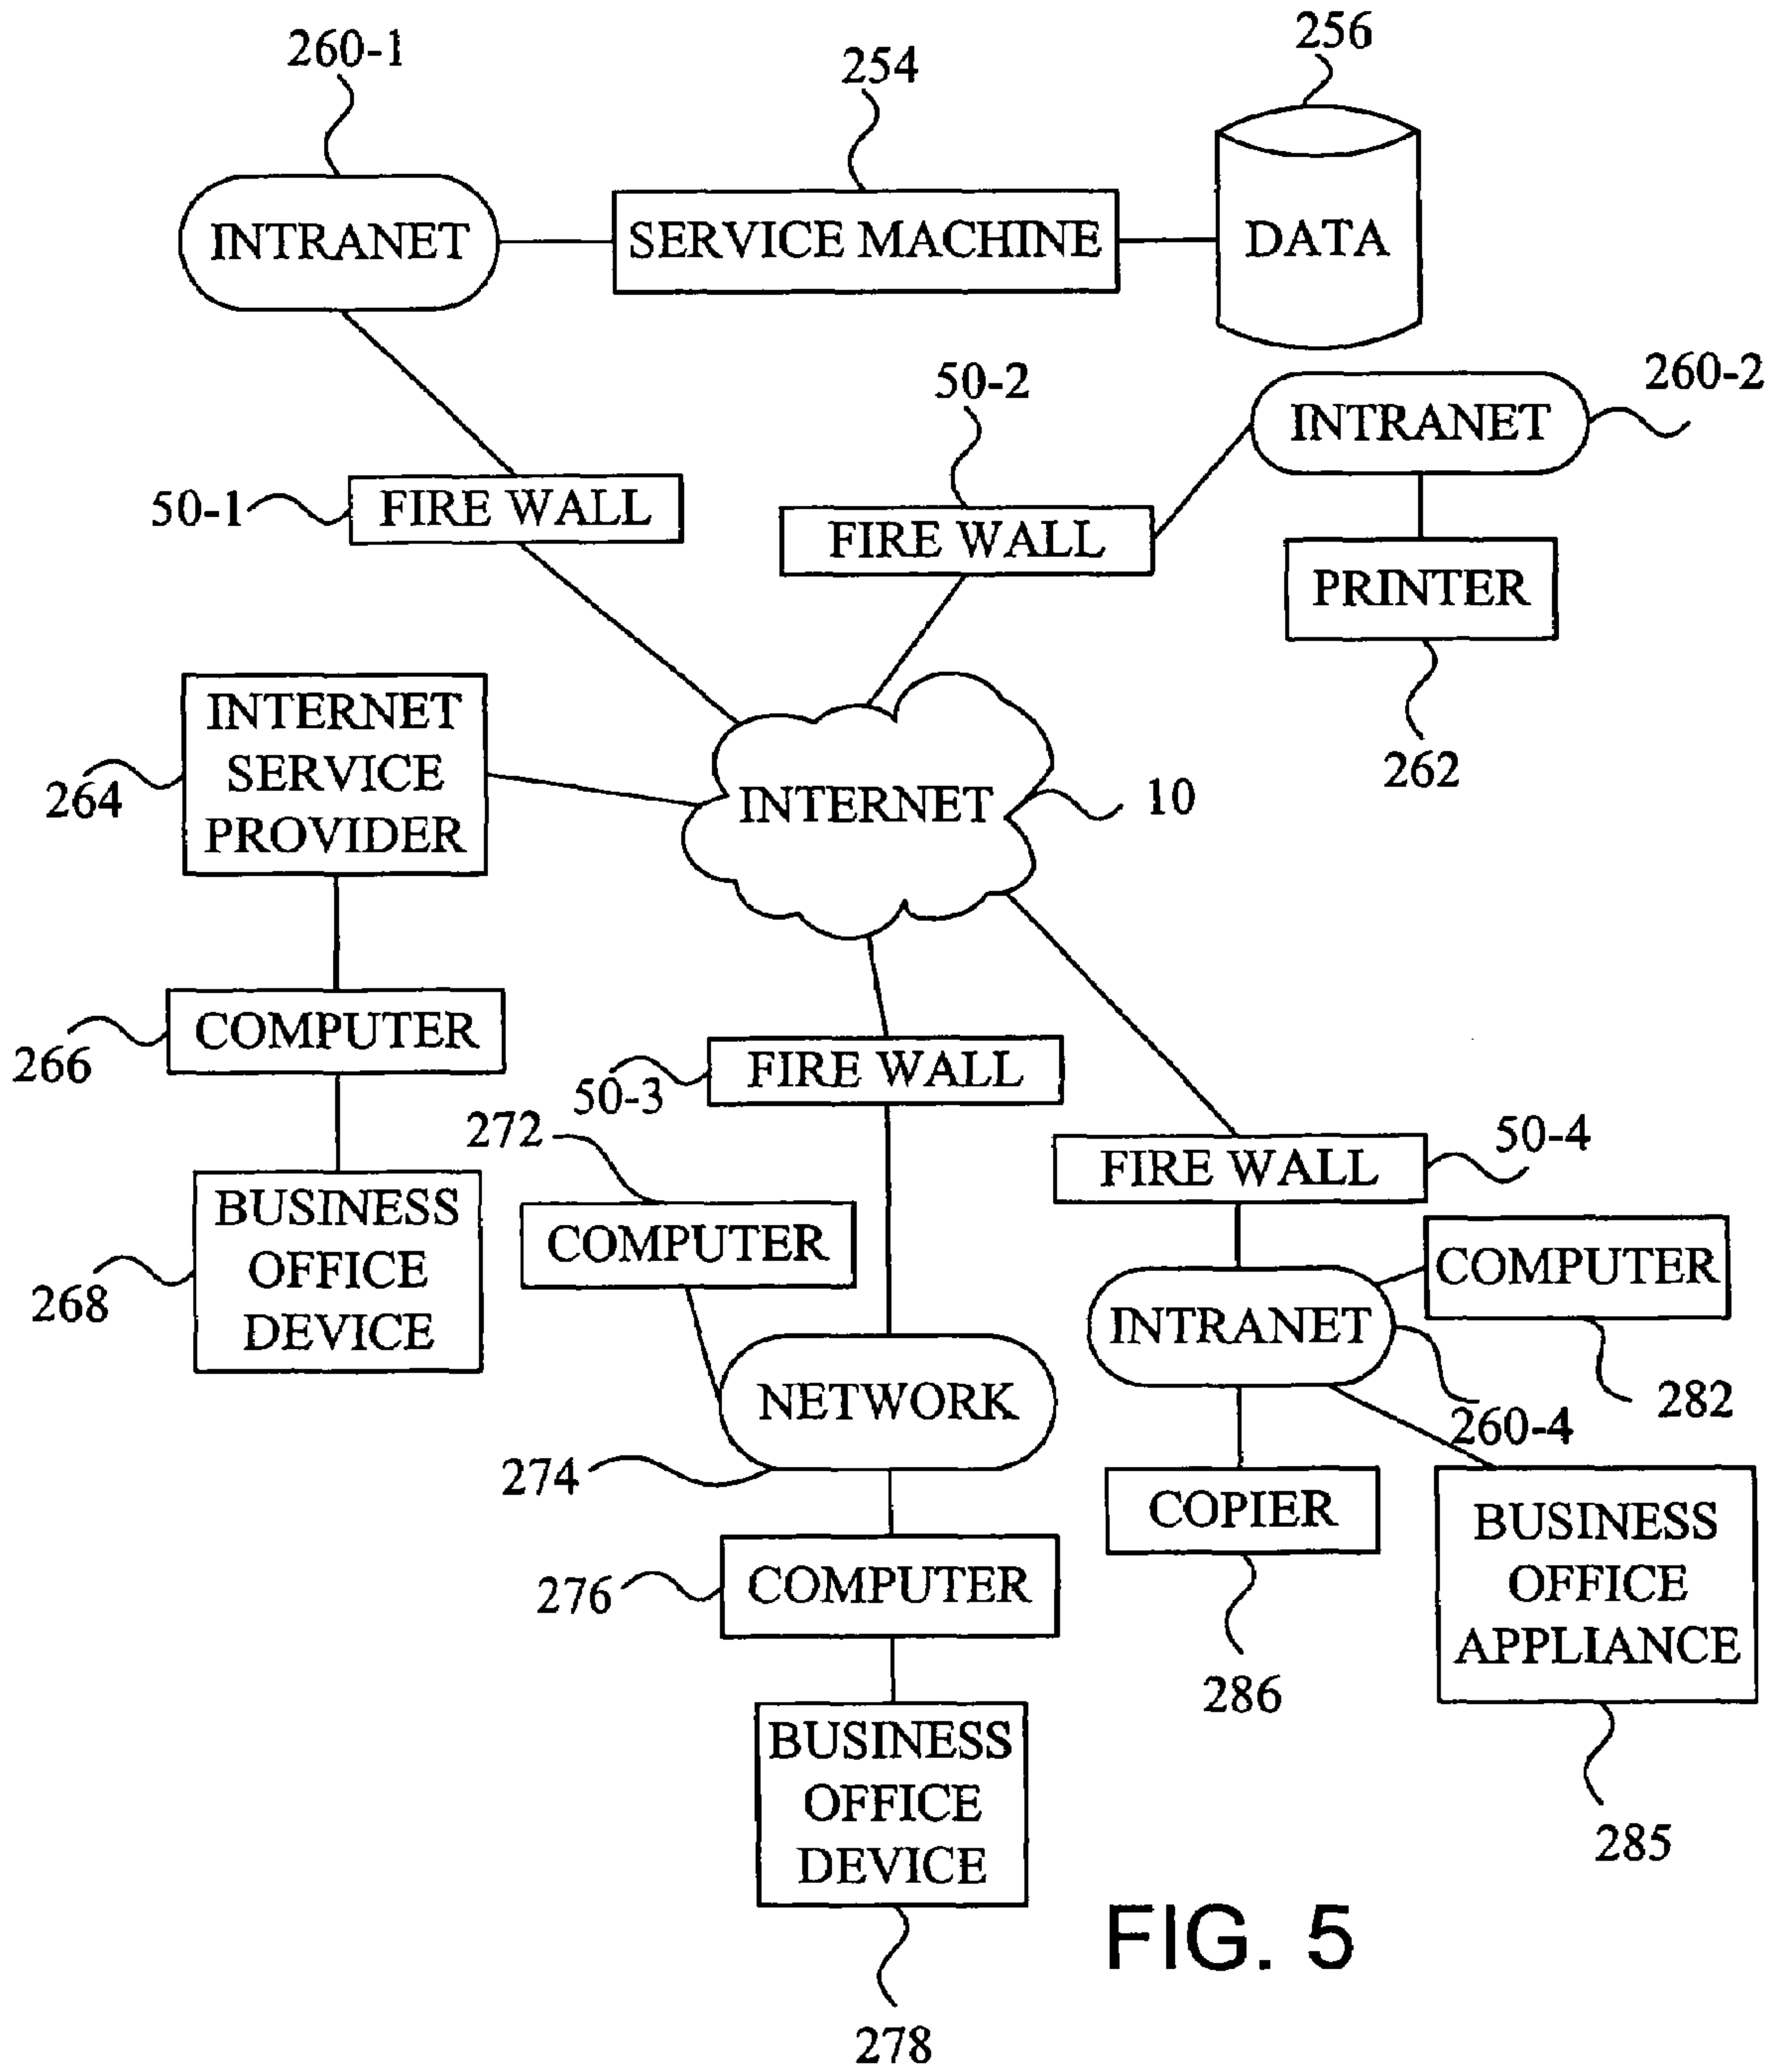 260-1
254
256
INTRANET
SERVICE MACHINE
DATA
50-2
260-2
INTRANET
50-1
FIRE WALL
FIRE WALL
PRINTER
262
INTERNET
SERVICE
PROVIDER
264
INTERNET
10
COMPUTER
266
FIRE WALL
50-3
272
50-4
FIRE WALL
BUSINESS
OFFICE
DEVICE
268
COMPUTER
COMPUTER
282
INTRANET
260-4
NETWORK
274
COPIER
286
BUSINESS
OFFICE
APPLIANCE
285
COMPUTER
276
BUSINESS
OFFICE
DEVICE
278
FIG. 5